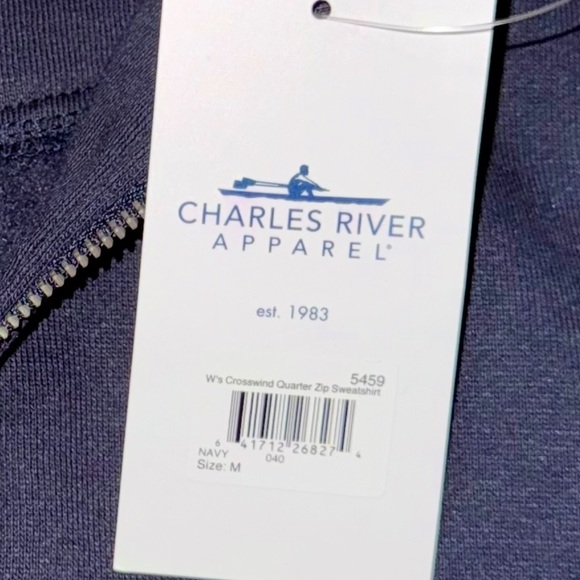 CHARLES RIVER
APPAREL®
est. 1983
5459
W's Crosswind Quarter Zip Sweatshirt
6 41712 26827 4
NAVY 040
Size: M